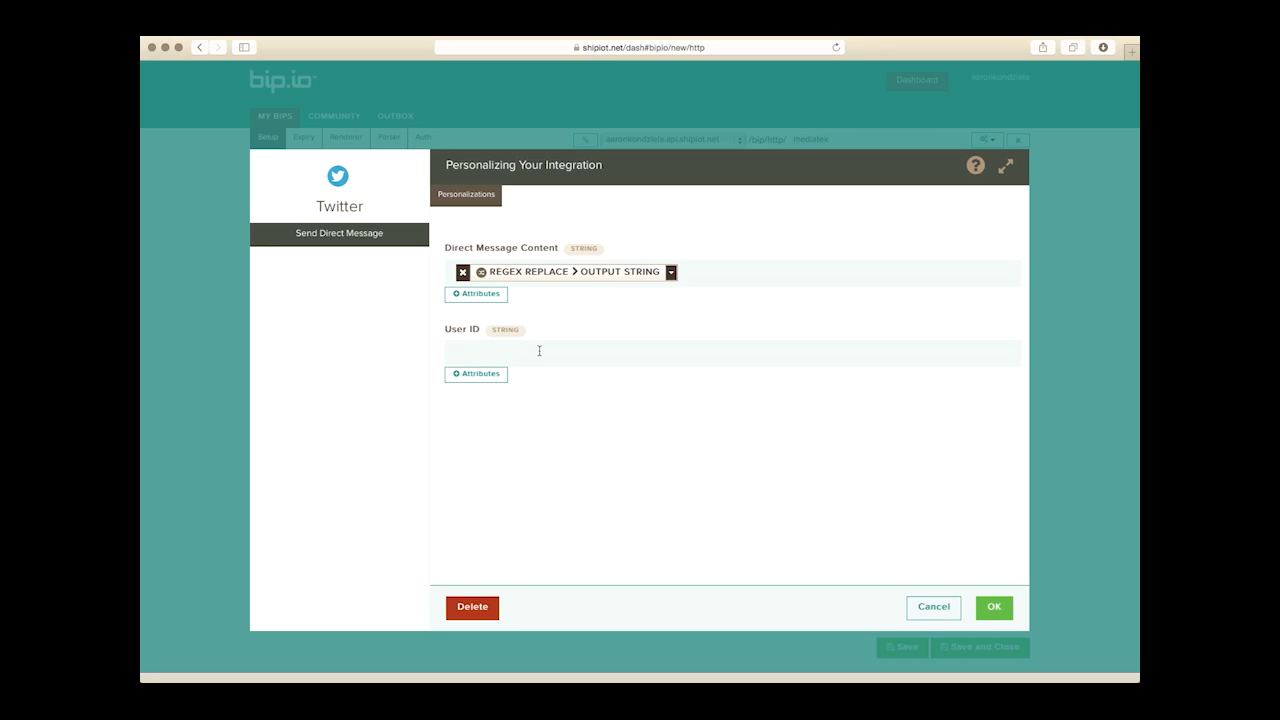 shipiot.net/dash#bipio/new/http
bip.io
Dashboard
aaronkondziela
MY BIPS COMMUNITY OUTBOX
Setup Expiry Renderer Parser Auth
aaronkondziela.api.shipiot.net /bip/http/ mediatek
Twitter
Send Direct Message
Personalizing Your Integration
Personalizations
Direct Message Content STRING
REGEX REPLACE > OUTPUT STRING
Attributes
User ID STRING
Attributes
Delete Cancel OK
Save Save and Close